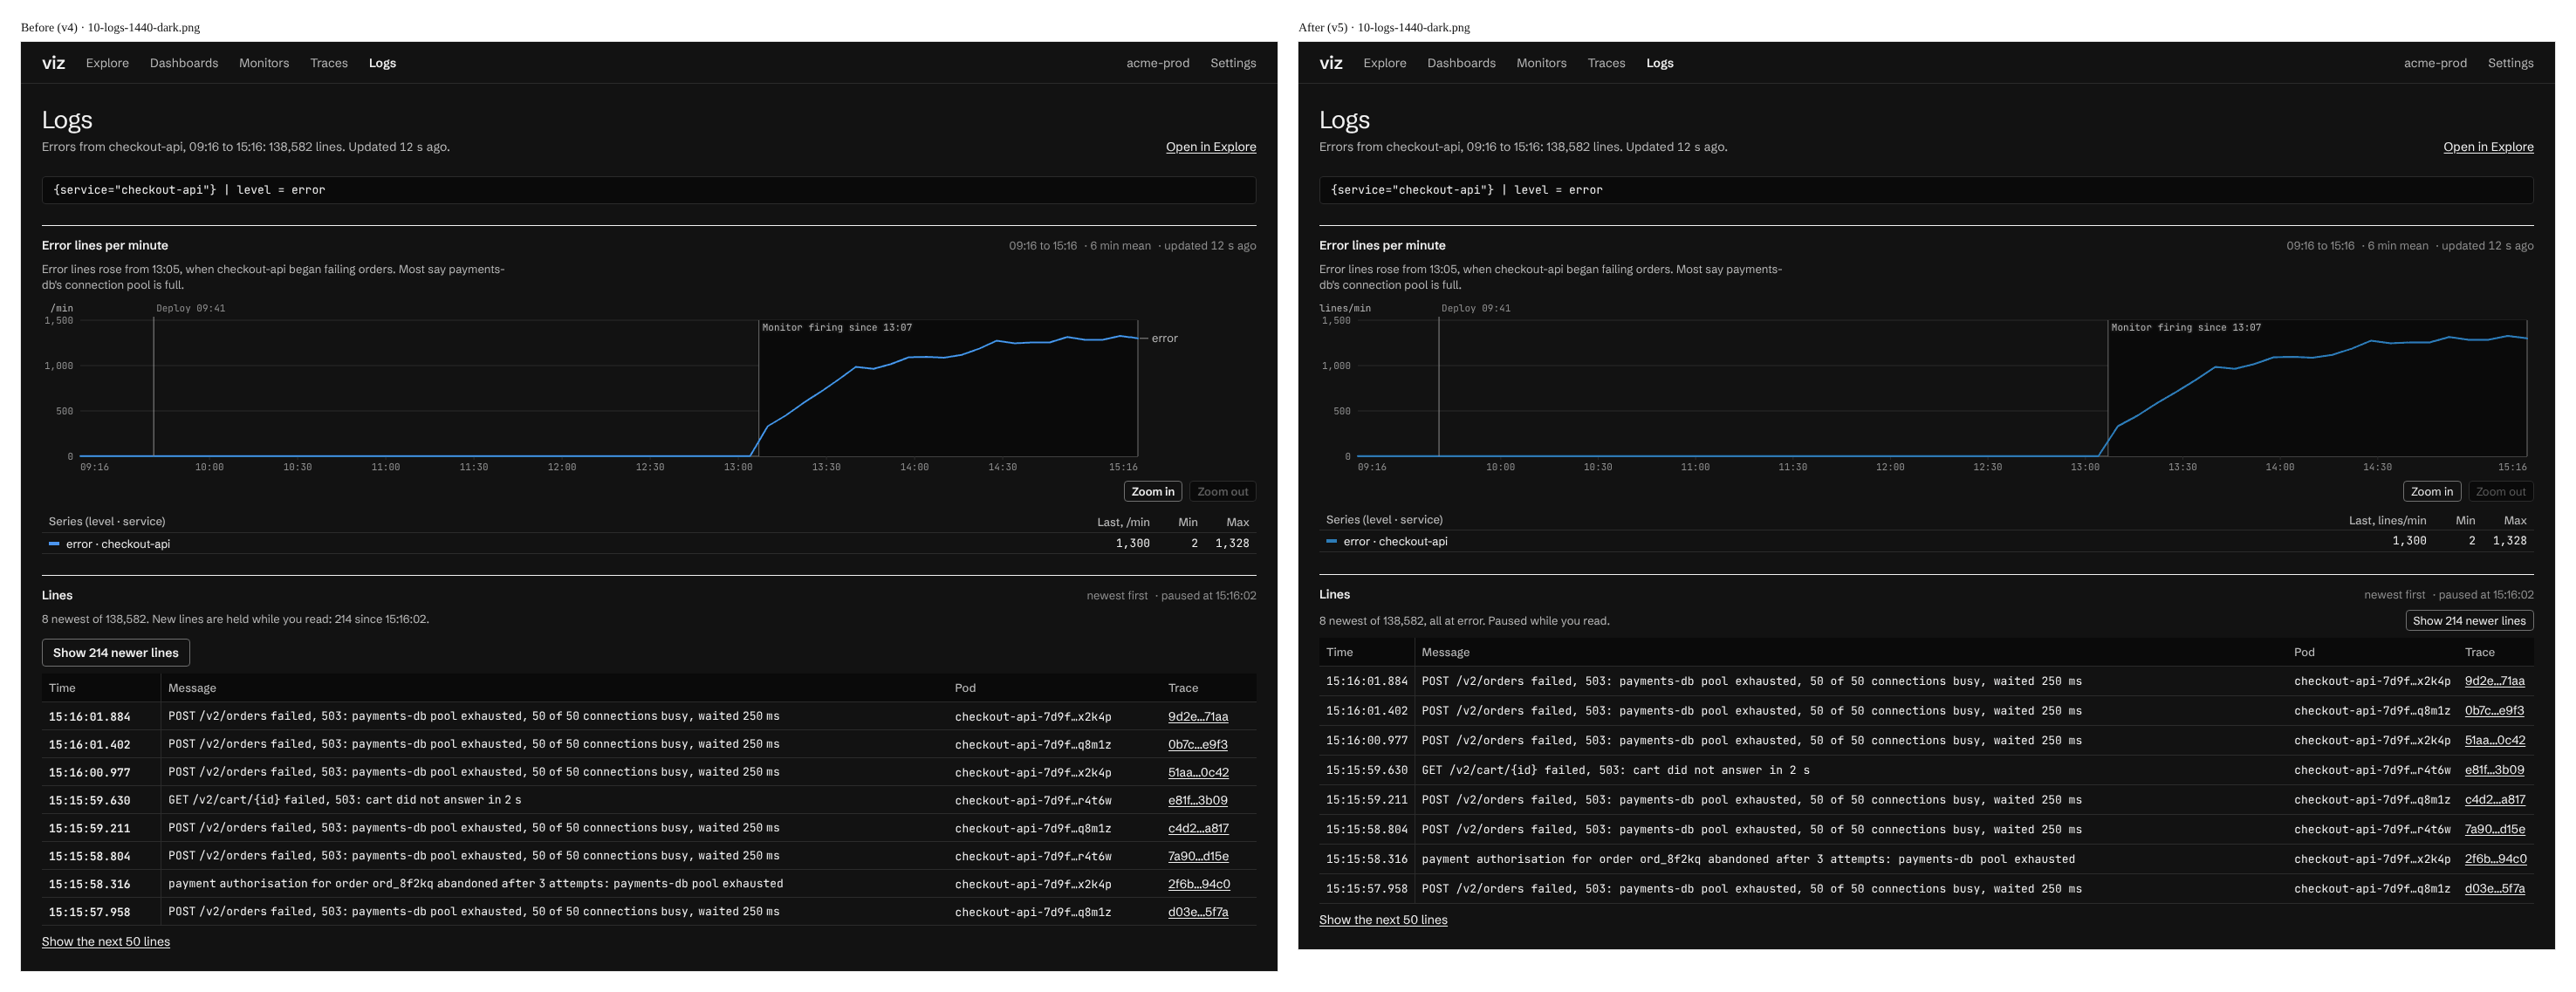 Before (v4) · 10-logs-1440-dark.png
viz Explore Dashboards Monitors Traces Logs acme-prod Settings
Logs
Errors from checkout-api, 09:16 to 15:16: 138,582 lines. Updated 12 s ago. Open in Explore
{service="checkout-api"} | level = error
Error lines per minute 09:16 to 15:16 · 6 min mean · updated 12 s ago
Error lines rose from 13:05, when checkout-api began failing orders. Most say payments-
db's connection pool is full.
/min Deploy 09:41
1,500 Monitor firing since 13:07
error
1,000
500
0
09:16 10:00 10:30 11:00 11:30 12:00 12:30 13:00 13:30 14:00 14:30 15:16
Zoom in Zoom out
Series (level · service) Last, /min Min Max
error · checkout-api 1,300 2 1,328
Lines newest first · paused at 15:16:02
8 newest of 138,582. New lines are held while you read: 214 since 15:16:02.
Show 214 newer lines
Time Message Pod Trace
15:16:01.884 POST /v2/orders failed, 503: payments-db pool exhausted, 50 of 50 connections busy, waited 250 ms checkout-api-7d9f…x2k4p 9d2e…71aa
15:16:01.402 POST /v2/orders failed, 503: payments-db pool exhausted, 50 of 50 connections busy, waited 250 ms checkout-api-7d9f…q8m1z 0b7c…e9f3
15:16:00.977 POST /v2/orders failed, 503: payments-db pool exhausted, 50 of 50 connections busy, waited 250 ms checkout-api-7d9f…x2k4p 51aa…0c42
15:15:59.630 GET /v2/cart/{id} failed, 503: cart did not answer in 2 s checkout-api-7d9f…r4t6w e81f…3b09
15:15:59.211 POST /v2/orders failed, 503: payments-db pool exhausted, 50 of 50 connections busy, waited 250 ms checkout-api-7d9f…q8m1z c4d2…a817
15:15:58.804 POST /v2/orders failed, 503: payments-db pool exhausted, 50 of 50 connections busy, waited 250 ms checkout-api-7d9f…r4t6w 7a90…d15e
15:15:58.316 payment authorisation for order ord_8f2kq abandoned after 3 attempts: payments-db pool exhausted checkout-api-7d9f…x2k4p 2f6b…94c0
15:15:57.958 POST /v2/orders failed, 503: payments-db pool exhausted, 50 of 50 connections busy, waited 250 ms checkout-api-7d9f…q8m1z d03e…5f7a
Show the next 50 lines
After (v5) · 10-logs-1440-dark.png
viz Explore Dashboards Monitors Traces Logs acme-prod Settings
Logs
Errors from checkout-api, 09:16 to 15:16: 138,582 lines. Updated 12 s ago. Open in Explore
{service="checkout-api"} | level = error
Error lines per minute 09:16 to 15:16 · 6 min mean · updated 12 s ago
Error lines rose from 13:05, when checkout-api began failing orders. Most say payments-
db's connection pool is full.
lines/min Deploy 09:41
1,500 Monitor firing since 13:07
1,000
500
0
09:16 10:00 10:30 11:00 11:30 12:00 12:30 13:00 13:30 14:00 14:30 15:16
Zoom in Zoom out
Series (level · service) Last, lines/min Min Max
error · checkout-api 1,300 2 1,328
Lines newest first · paused at 15:16:02
8 newest of 138,582, all at error. Paused while you read. Show 214 newer lines
Time Message Pod Trace
15:16:01.884 POST /v2/orders failed, 503: payments-db pool exhausted, 50 of 50 connections busy, waited 250 ms checkout-api-7d9f…x2k4p 9d2e…71aa
15:16:01.402 POST /v2/orders failed, 503: payments-db pool exhausted, 50 of 50 connections busy, waited 250 ms checkout-api-7d9f…q8m1z 0b7c…e9f3
15:16:00.977 POST /v2/orders failed, 503: payments-db pool exhausted, 50 of 50 connections busy, waited 250 ms checkout-api-7d9f…x2k4p 51aa…0c42
15:15:59.630 GET /v2/cart/{id} failed, 503: cart did not answer in 2 s checkout-api-7d9f…r4t6w e81f…3b09
15:15:59.211 POST /v2/orders failed, 503: payments-db pool exhausted, 50 of 50 connections busy, waited 250 ms checkout-api-7d9f…q8m1z c4d2…a817
15:15:58.804 POST /v2/orders failed, 503: payments-db pool exhausted, 50 of 50 connections busy, waited 250 ms checkout-api-7d9f…r4t6w 7a90…d15e
15:15:58.316 payment authorisation for order ord_8f2kq abandoned after 3 attempts: payments-db pool exhausted checkout-api-7d9f…x2k4p 2f6b…94c0
15:15:57.958 POST /v2/orders failed, 503: payments-db pool exhausted, 50 of 50 connections busy, waited 250 ms checkout-api-7d9f…q8m1z d03e…5f7a
Show the next 50 lines